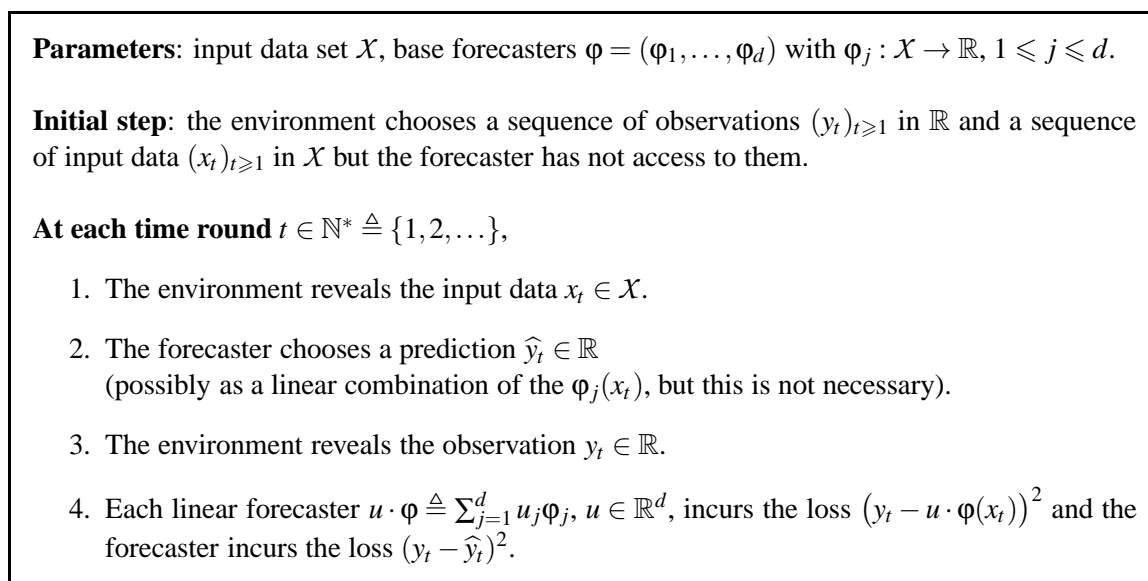 Parameters: input data set 𝒳, base forecasters φ = (φ₁,…,φ_d) with φ_j : 𝒳 → ℝ, 1 ⩽ j ⩽ d.
Initial step: the environment chooses a sequence of observations (y_t)_{t⩾1} in ℝ and a sequence
of input data (x_t)_{t⩾1} in 𝒳 but the forecaster has not access to them.
At each time round t ∈ ℕ* ≜ {1,2,…},
1. The environment reveals the input data x_t ∈ 𝒳.
2. The forecaster chooses a prediction ŷ_t ∈ ℝ
(possibly as a linear combination of the φ_j(x_t), but this is not necessary).
3. The environment reveals the observation y_t ∈ ℝ.
4. Each linear forecaster u · φ ≜ ∑_{j=1}^d u_jφ_j, u ∈ ℝ^d, incurs the loss (y_t − u · φ(x_t))² and the
forecaster incurs the loss (y_t − ŷ_t)².